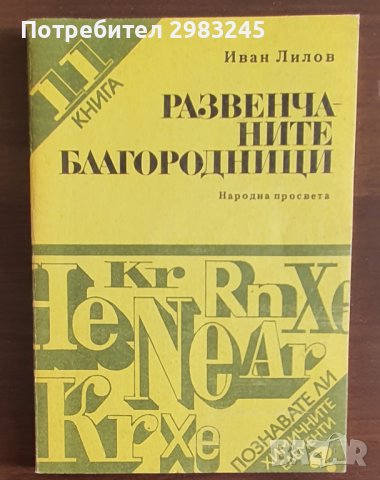 Потребител 2983245
11
КНИГА
Иван Лилов
РАЗВЕНЧА-
НИТЕ
БЛАГОРОДНИЦИ
Народна просвета
Kr Rn Xe
He Ne Ar
Kr Xe
ПОЗНАВАТЕ ЛИ
BAZAR